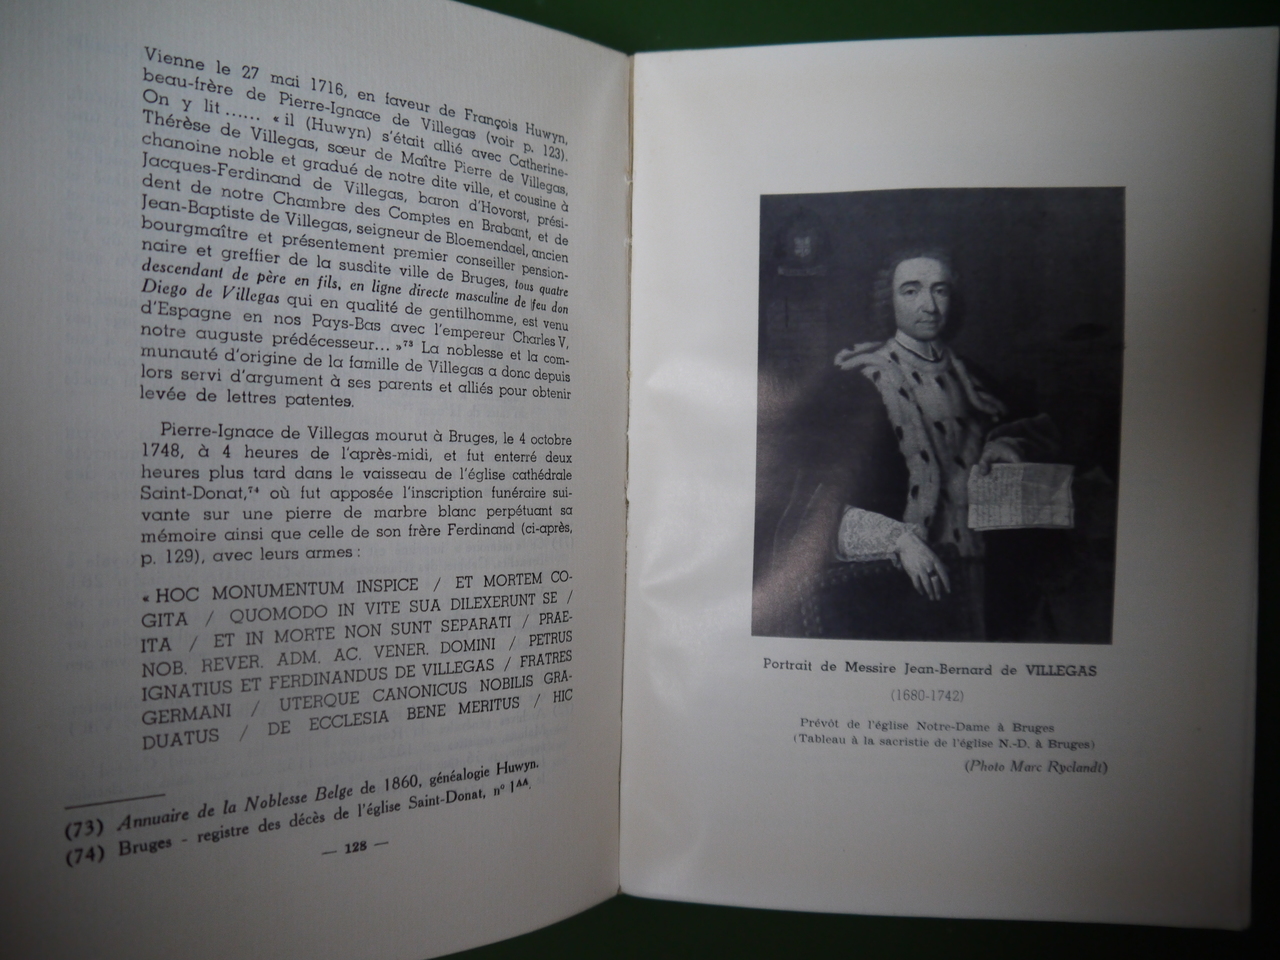 Vienne le 27 mai 1716, en faveur de François Huwyn,
beau-frère de Pierre-Ignace de Villegas (voir p. 123).
On y lit...... « il (Huwyn) s'était allié avec Catherine-
Thérèse de Villegas, sœur de Maître Pierre de Villegas,
chanoine noble et gradué de notre dite ville, et cousine à
Jacques-Ferdinand de Villegas, baron d'Hovorst, prési-
dent de notre Chambre des Comptes en Brabant, et de
Jean-Baptiste de Villegas, seigneur de Bloemendael, ancien
bourgmaître et présentement premier conseiller pension-
naire et greffier de la susdite ville de Bruges, tous quatre
descendant de père en fils, en ligne directe masculine de feu don
Diego de Villegas qui en qualité de gentilhomme, est venu
d'Espagne en nos Pays-Bas avec l'empereur Charles V,
notre auguste prédécesseur... »73 La noblesse et la com-
munauté d'origine de la famille de Villegas a donc depuis
lors servi d'argument à ses parents et alliés pour obtenir
levée de lettres patentes.
Pierre-Ignace de Villegas mourut à Bruges, le 4 octobre
1748, à 4 heures de l'après-midi, et fut enterré deux
heures plus tard dans le vaisseau de l'église cathédrale
Saint-Donat,74 où fut apposée l'inscription funéraire sui-
vante sur une pierre de marbre blanc perpétuant sa
mémoire ainsi que celle de son frère Ferdinand (ci-après,
p. 129), avec leurs armes :
« HOC MONUMENTUM INSPICE / ET MORTEM CO-
GITA / QUOMODO IN VITE SUA DILEXERUNT SE /
ITA / ET IN MORTE NON SUNT SEPARATI / PRAE-
NOB. REVER. ADM. AC. VENER. DOMINI / PETRUS
IGNATIUS ET FERDINANDUS DE VILLEGAS / FRATRES
GERMANI / UTERQUE CANONICUS NOBILIS GRA-
DUATUS / DE ECCLESIA BENE MERITUS / HIC
(73) Annuaire de la Noblesse Belge de 1860, généalogie Huwyn.
(74) Bruges - registre des décès de l'église Saint-Donat, n° 1AA.
— 128 —
Portrait de Messire Jean-Bernard de VILLEGAS
(1680-1742)
Prévôt de l'église Notre-Dame à Bruges
(Tableau à la sacristie de l'église N.-D. à Bruges)
(Photo Marc Ryclandt)